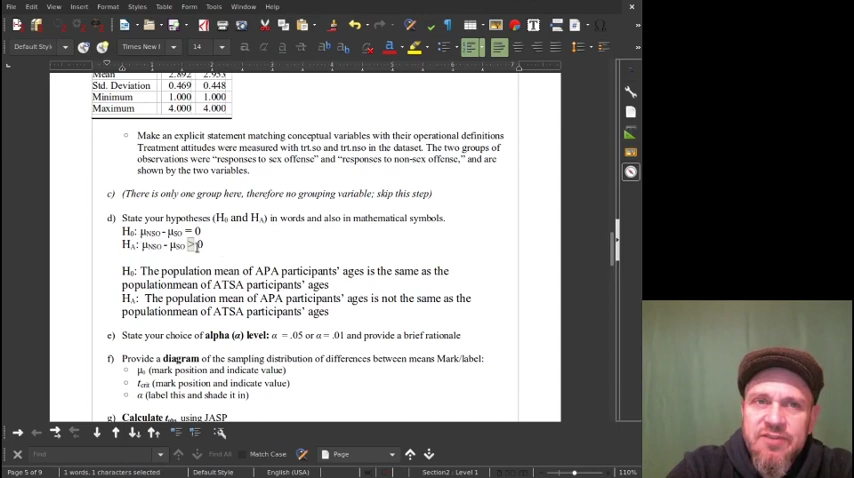 File Edit View Insert Format Styles Table Form Tools Window Help
Default Style Times New 14
Mean 2.892 2.953
Std. Deviation 0.469 0.448
Minimum 1.000 1.000
Maximum 4.000 4.000
Make an explicit statement matching conceptual variables with their operational definitions
Treatment attitudes were measured with trt.so and trt.nso in the dataset. The two groups of
observations were “responses to sex offense” and “responses to non-sex offense,” and are
shown by the two variables.
c) (There is only one group here, therefore no grouping variable; skip this step)
d) State your hypotheses (H0 and HA) in words and also in mathematical symbols.
H0: μNSO - μSO = 0
HA: μNSO - μSO > 0
H0: The population mean of APA participants’ ages is the same as the
populationmean of ATSA participants’ ages
HA: The population mean of APA participants’ ages is not the same as the
populationmean of ATSA participants’ ages
e) State your choice of alpha (α) level: α = .05 or α = .01 and provide a brief rationale
f) Provide a diagram of the sampling distribution of differences between means Mark/label:
μ0 (mark position and indicate value)
tcrit (mark position and indicate value)
α (label this and shade it in)
g) Calculate tobs using JASP
Find Find All Match Case Page
Page 5 of 9 1 words, 1 characters selected Default Style English (USA) Section2 : Level 1 110%